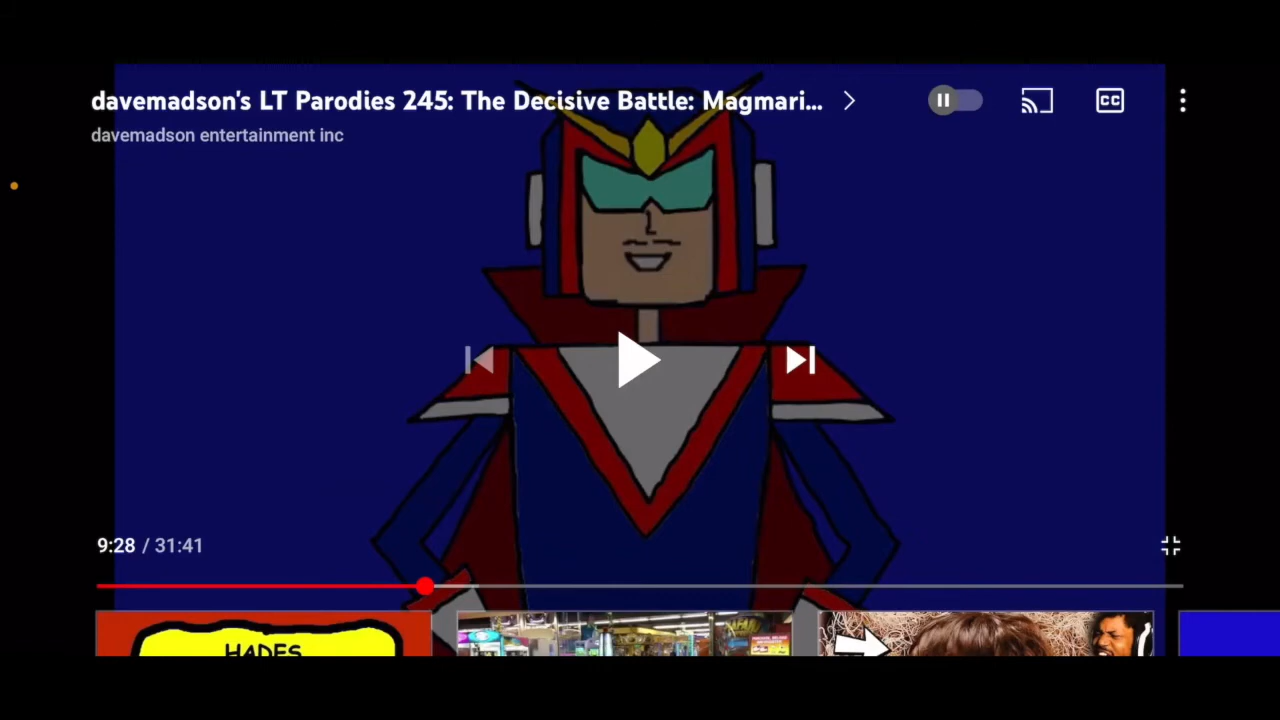 davemadson's LT Parodies 245: The Decisive Battle: Magmari...
CC
davemadson entertainment inc
9:28 / 31:41
HADES